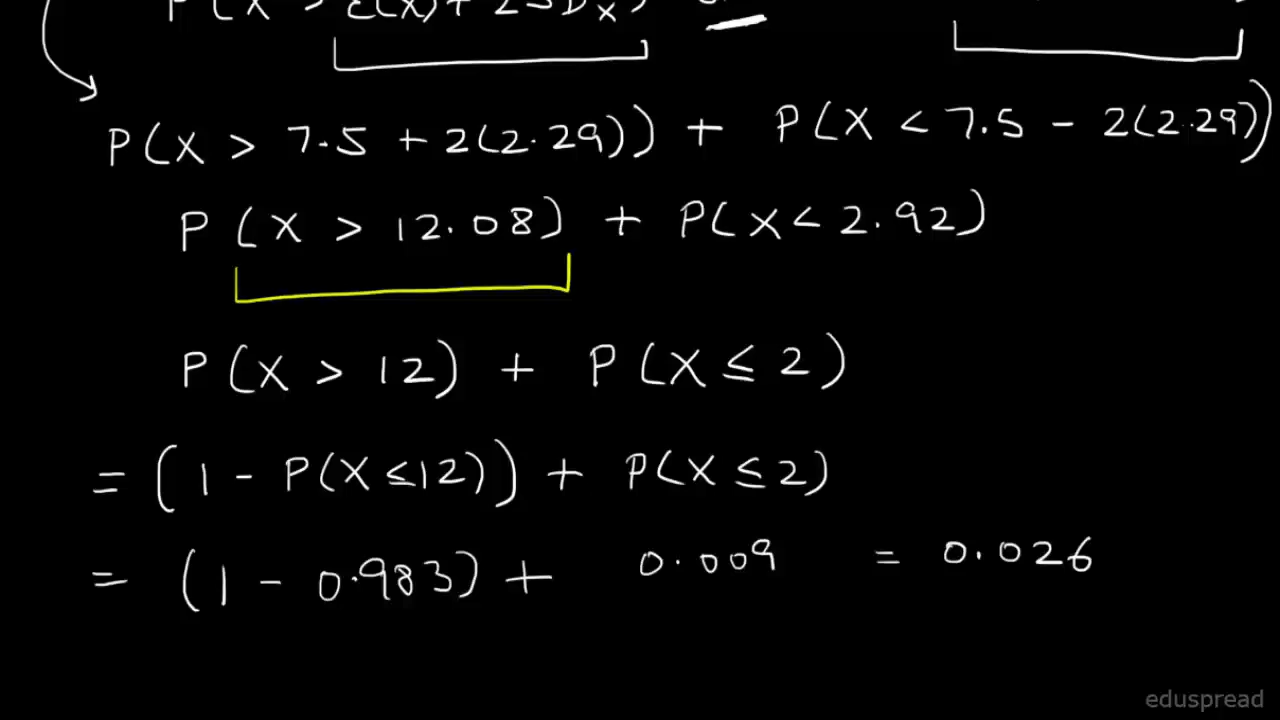 P(X > E(X) + 2SDx)
P(X > 7.5 + 2(2.29)) + P(X < 7.5 - 2(2.29))
P(X > 12.08) + P(X < 2.92)
P(X > 12) + P(X ≤ 2)
= (1 - P(X ≤ 12)) + P(X ≤ 2)
= (1 - 0.983) + 0.009 = 0.026
eduspread